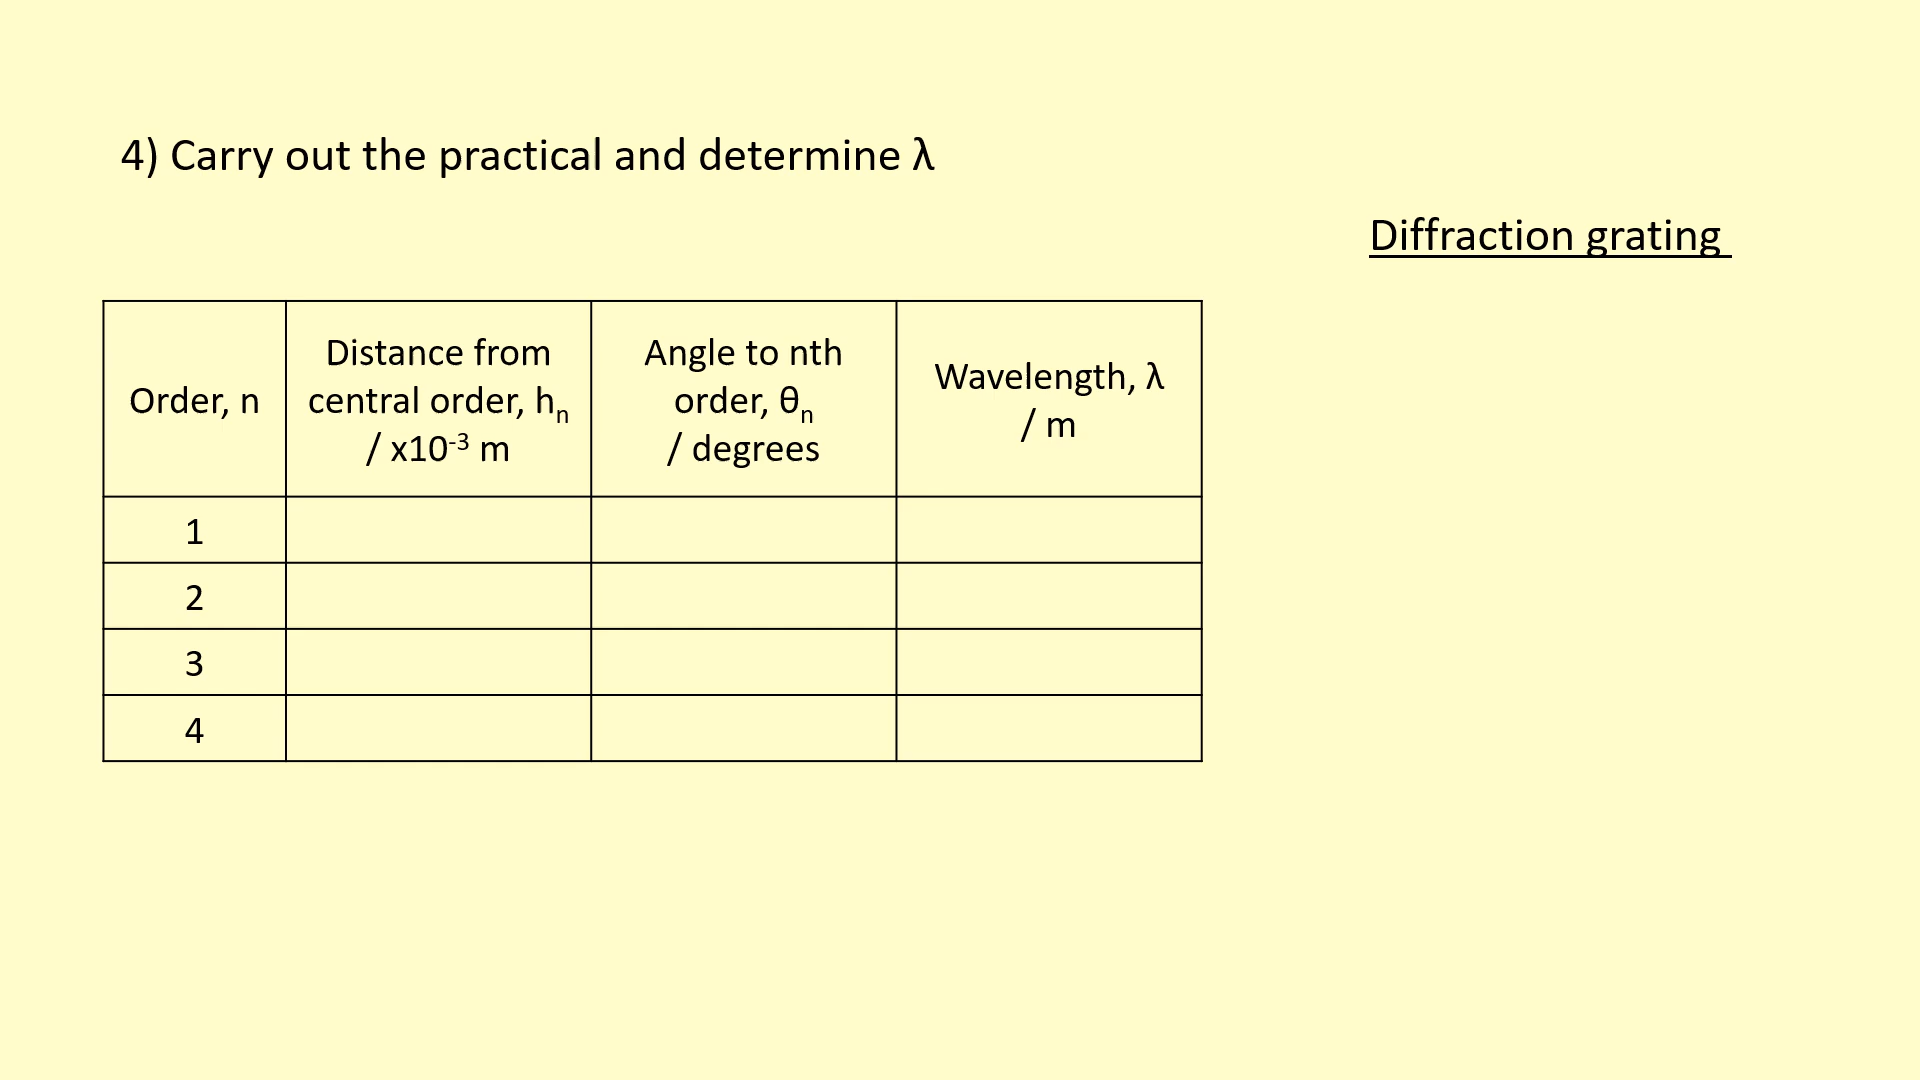 4) Carry out the practical and determine λ
Diffraction grating
Order, n
Distance from
central order, hₙ
/ x10⁻³ m
Angle to nth
order, θₙ
/ degrees
Wavelength, λ
/ m
1
2
3
4